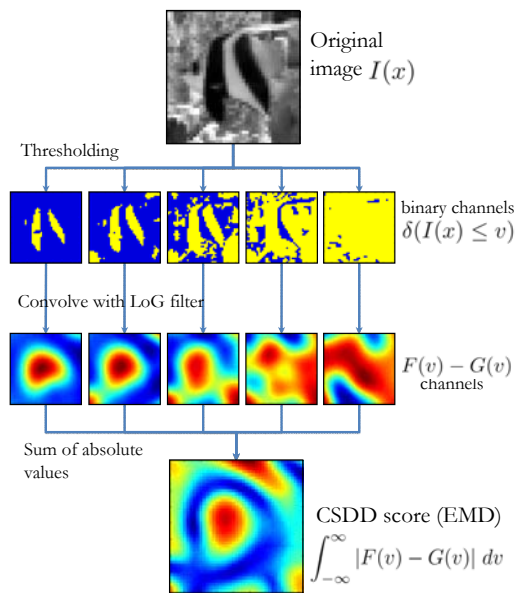 Original
image I(x)
Thresholding
binary channels
δ(I(x) ≤ v)
Convolve with LoG filter
F(v) − G(v)
channels
Sum of absolute
values
CSDD score (EMD)
∫_{-∞}^{∞} |F(v) − G(v)| dv